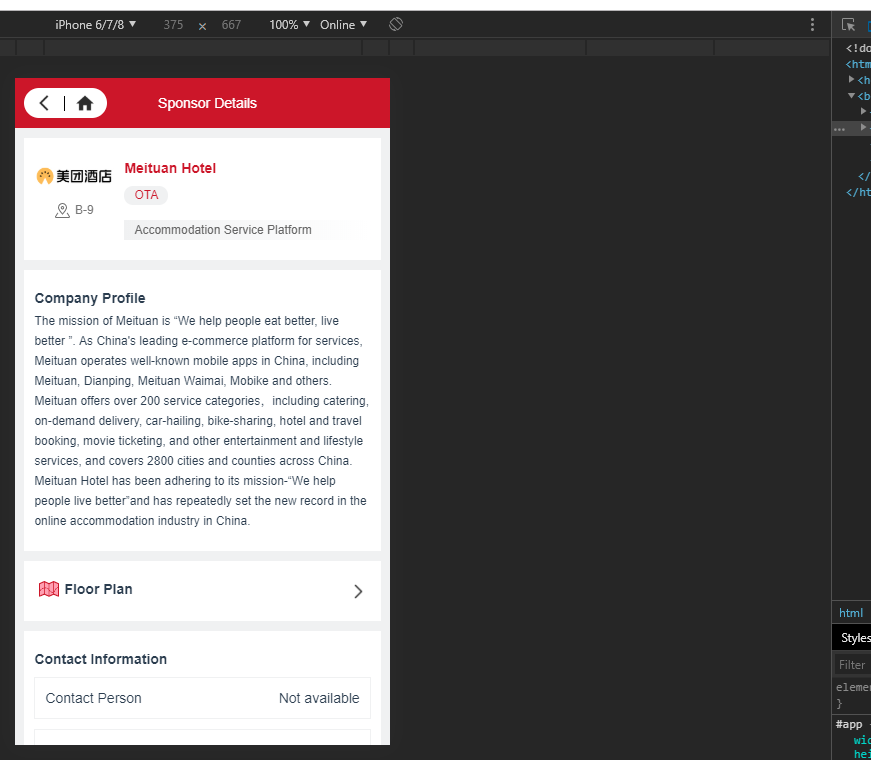 iPhone 6/7/8 ▼ 375 × 667 100% ▼ Online ▼
Sponsor Details
美团酒店
Meituan Hotel
OTA
B-9
Accommodation Service Platform
Company Profile
The mission of Meituan is “We help people eat better, live
better ”. As China's leading e-commerce platform for services,
Meituan operates well-known mobile apps in China, including
Meituan, Dianping, Meituan Waimai, Mobike and others.
Meituan offers over 200 service categories，including catering,
on-demand delivery, car-hailing, bike-sharing, hotel and travel
booking, movie ticketing, and other entertainment and lifestyle
services, and covers 2800 cities and counties across China.
Meituan Hotel has been adhering to its mission-“We help
people live better”and has repeatedly set the new record in the
online accommodation industry in China.
Floor Plan
Contact Information
Contact Person Not available
<!do
<htm
<h
<b
...
</
</ht
html
Styles
Filter
eleme
}
#app
wid
hei